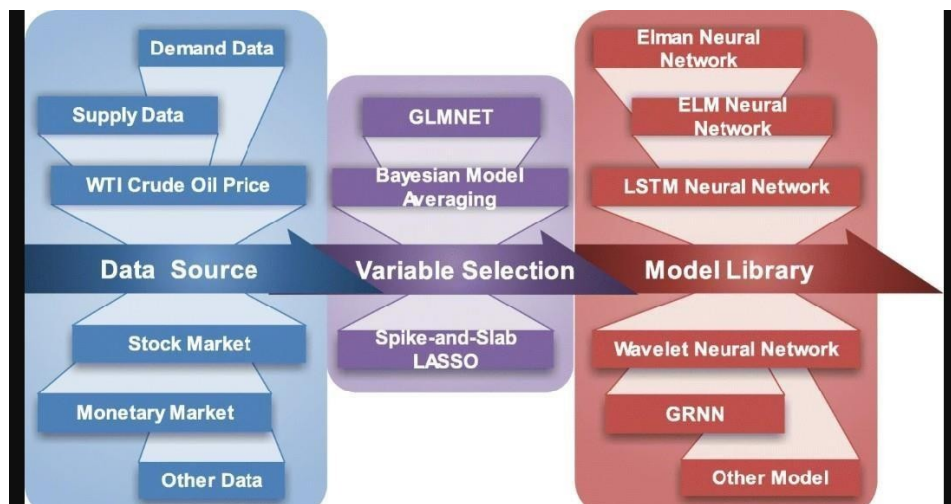 Demand Data
Supply Data
WTI Crude Oil Price
Data Source
Stock Market
Monetary Market
Other Data
GLMNET
Bayesian Model
Averaging
Variable Selection
Spike-and-Slab
LASSO
Elman Neural
Network
ELM Neural
Network
LSTM Neural Network
Model Library
Wavelet Neural Network
GRNN
Other Model